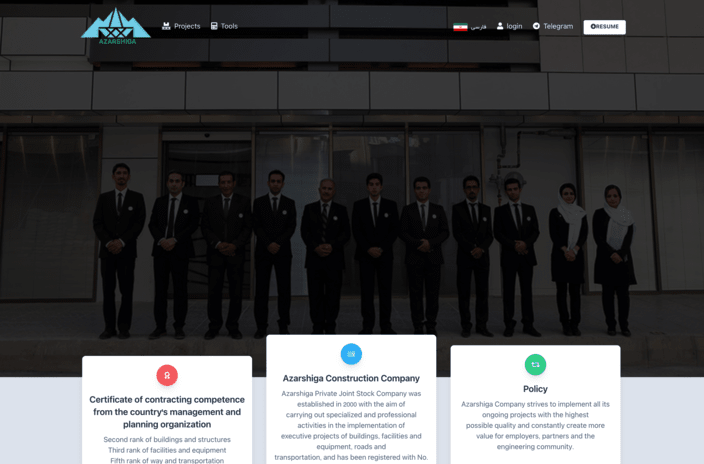 Projects
Tools
فارسی
login
Telegram
RESUME
AZARSHIGA
Certificate of contracting competence
from the country's management and
planning organization
Second rank of buildings and structures
Third rank of facilities and equipment
Fifth rank of way and transportation
Azarshiga Construction Company
Azarshiga Private Joint Stock Company was
established in 2000 with the aim of
carrying out specialized and professional
activities in the implementation of
executive projects of buildings, facilities and
equipment, roads and
transportation, and has been registered with No.
Policy
Azarshiga Company strives to implement all its
ongoing projects with the highest
possible quality and constantly create more
value for employers, partners and the
engineering community.